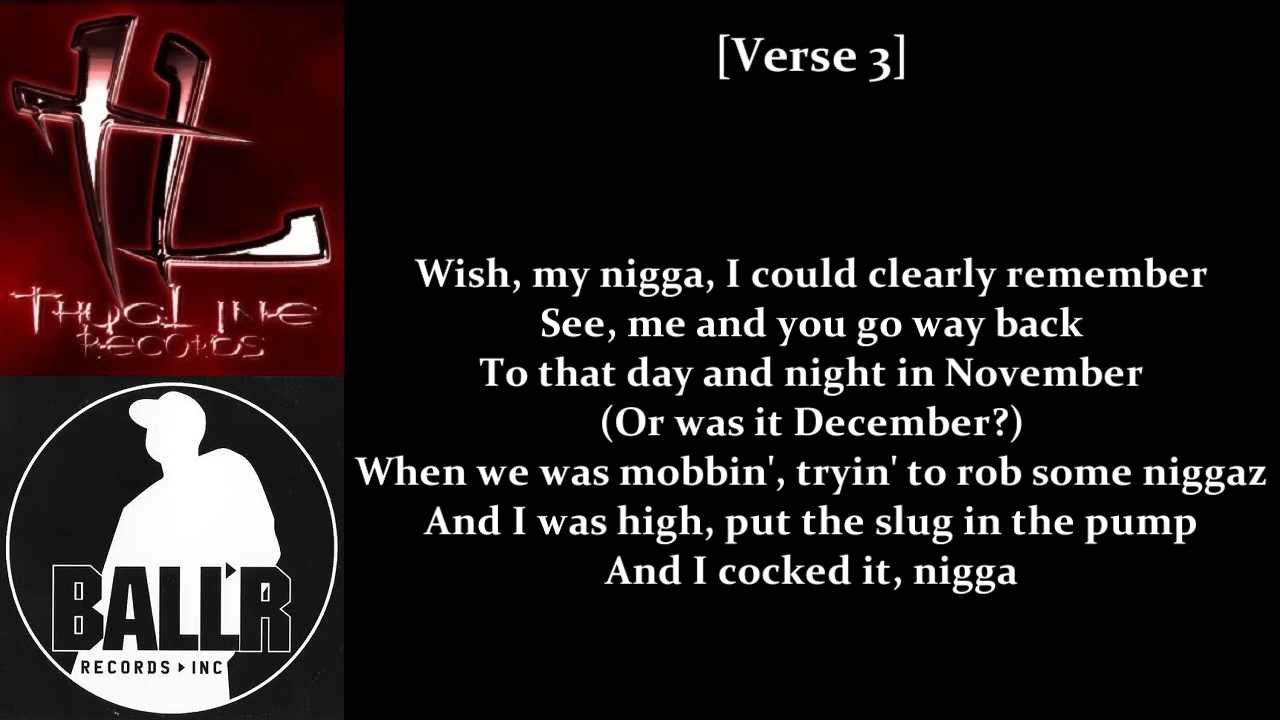 THUGLINE
RECORDS
BALL'R
RECORDS INC
[Verse 3]
Wish, my nigga, I could clearly remember
See, me and you go way back
To that day and night in November
(Or was it December?)
When we was mobbin', tryin' to rob some niggaz
And I was high, put the slug in the pump
And I cocked it, nigga